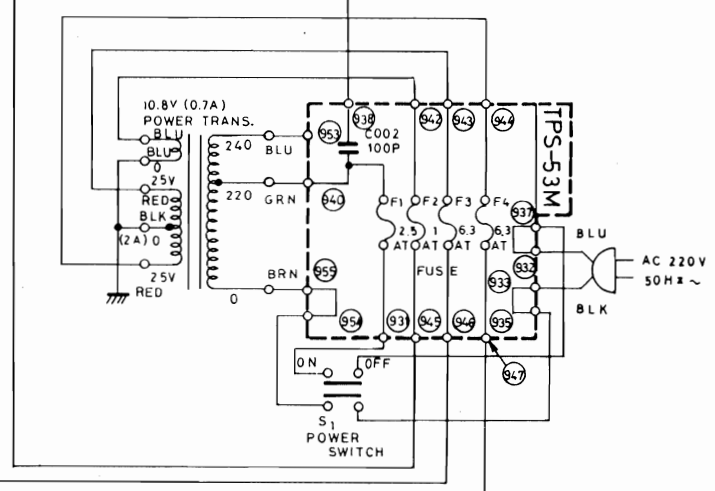 10.8V (0.7A)
POWER TRANS.
BLU
BLU
0
25V
RED
BLK
(2A) 0
25V
RED
240
BLU
220
GRN
BRN
0
953
938
C002
100P
942
943
944
TPS-53M
940
F1
F2
F3
F4
2.5
1
6.3
6.3
AT
AT
AT
AT
FUSE
937
BLU
932
AC 220V
50Hz ~
933
BLK
955
954
931
945
946
935
947
ON
OFF
S1
POWER
SWITCH